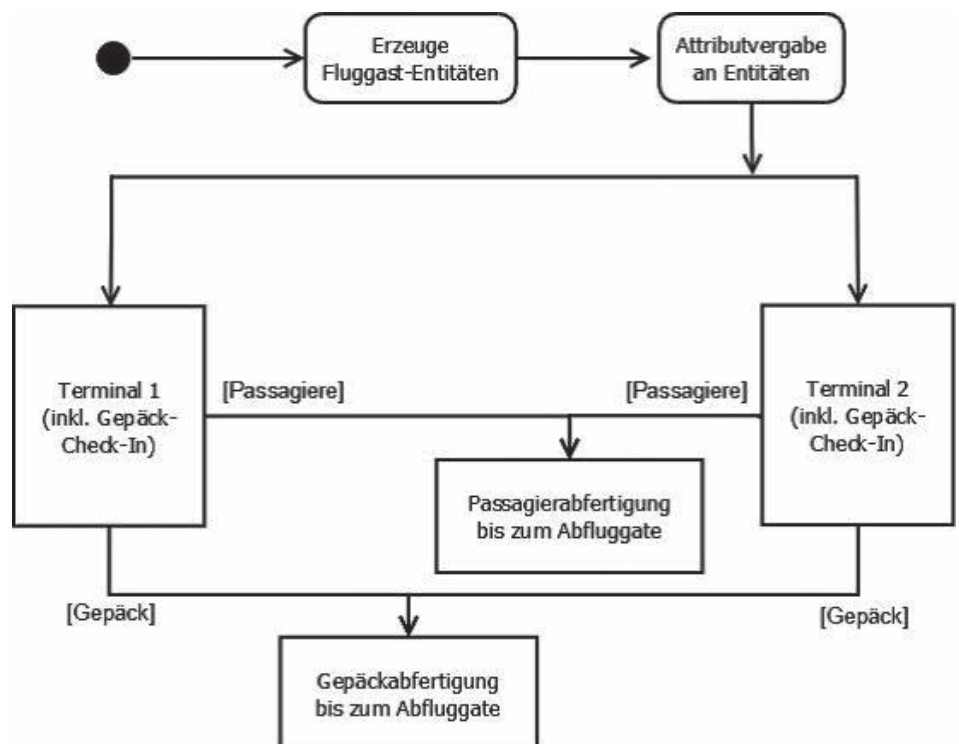 Erzeuge
Fluggast-Entitäten
Attributvergabe
an Entitäten
Terminal 1
(inkl. Gepäck-
Check-In)
[Passagiere]
[Passagiere]
Terminal 2
(inkl. Gepäck-
Check-In)
Passagierabfertigung
bis zum Abfluggate
[Gepäck]
[Gepäck]
Gepäckabfertigung
bis zum Abfluggate